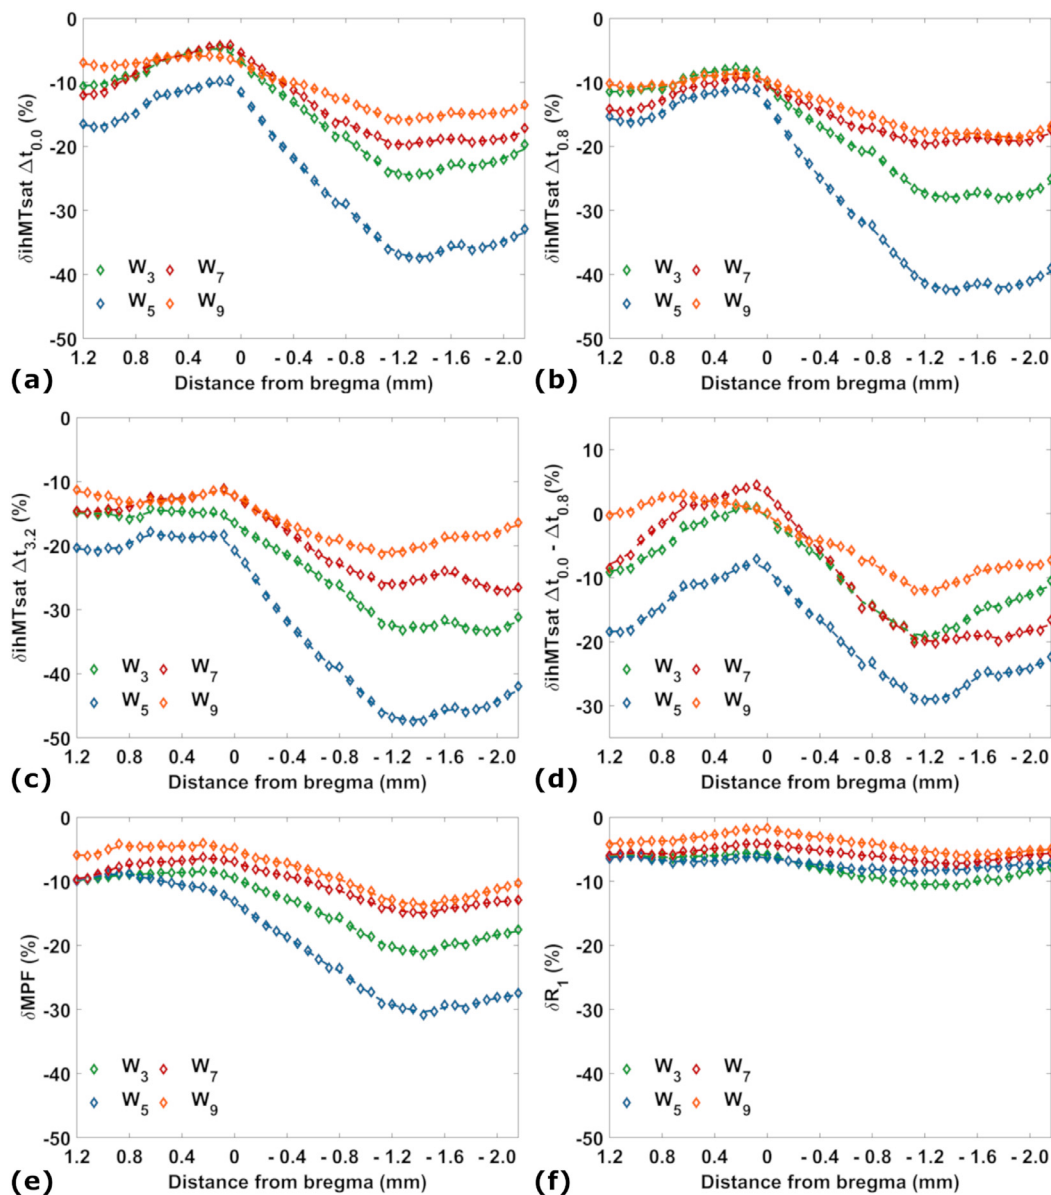 0
-10
-20
-30
-40
-50
δihMTsat Δt0.0 (%)
W3 W7
W5 W9
1.2 0.8 0.4 0 - 0.4 - 0.8 - 1.2 - 1.6 - 2.0
Distance from bregma (mm)
(a)
0
-10
-20
-30
-40
-50
δihMTsat Δt0.8 (%)
W3 W7
W5 W9
1.2 0.8 0.4 0 - 0.4 - 0.8 - 1.2 - 1.6 - 2.0
Distance from bregma (mm)
(b)
0
-10
-20
-30
-40
-50
δihMTsat Δt3.2 (%)
W3 W7
W5 W9
1.2 0.8 0.4 0 - 0.4 - 0.8 - 1.2 - 1.6 - 2.0
Distance from bregma (mm)
(c)
10
0
-10
-20
-30
δihMTsat Δt0.0 - Δt0.8(%)
W3 W7
W5 W9
1.2 0.8 0.4 0 - 0.4 - 0.8 - 1.2 - 1.6 - 2.0
Distance from bregma (mm)
(d)
0
-10
-20
-30
-40
-50
δMPF (%)
W3 W7
W5 W9
1.2 0.8 0.4 0 - 0.4 - 0.8 - 1.2 - 1.6 - 2.0
Distance from bregma (mm)
(e)
0
-10
-20
-30
-40
-50
δR1 (%)
W3 W7
W5 W9
1.2 0.8 0.4 0 - 0.4 - 0.8 - 1.2 - 1.6 - 2.0
Distance from bregma (mm)
(f)